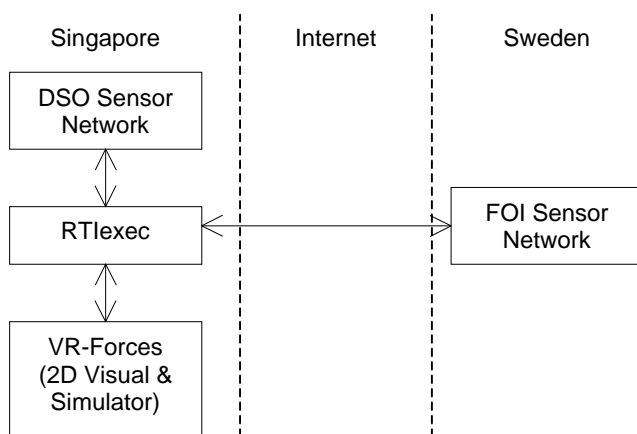 Singapore
Internet
Sweden
DSO Sensor
Network
RTIexec
FOI Sensor
Network
VR-Forces
(2D Visual &
Simulator)